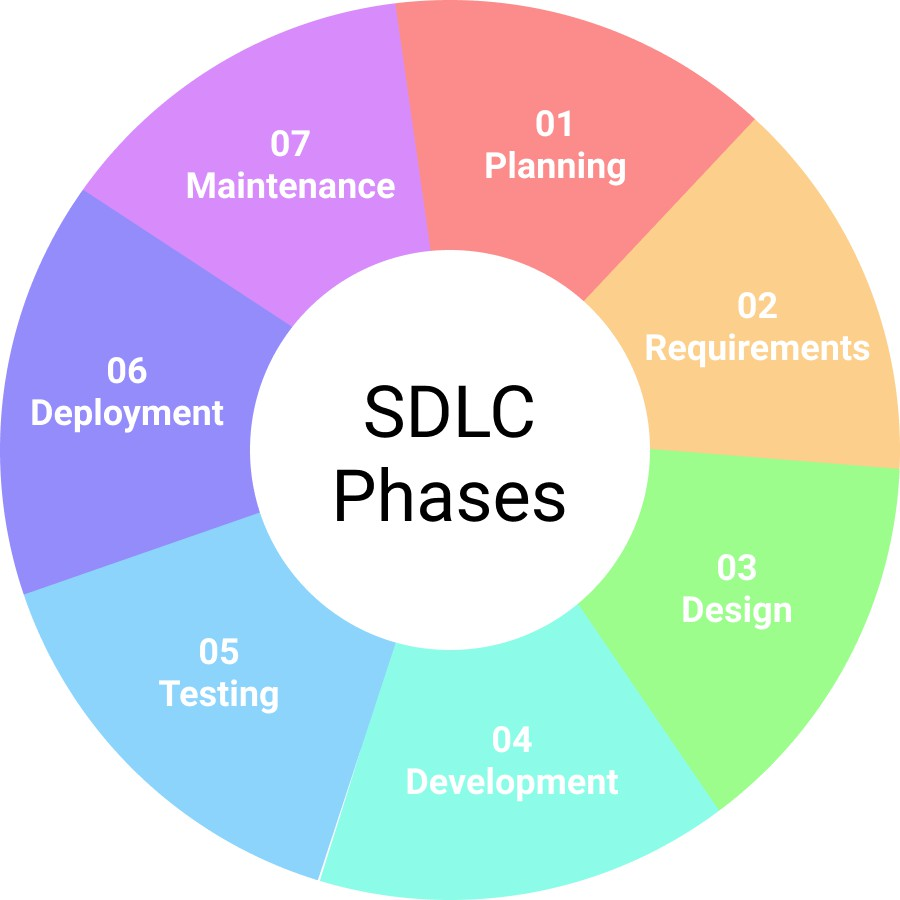 SDLC
Phases
01
Planning
02
Requirements
03
Design
04
Development
05
Testing
06
Deployment
07
Maintenance